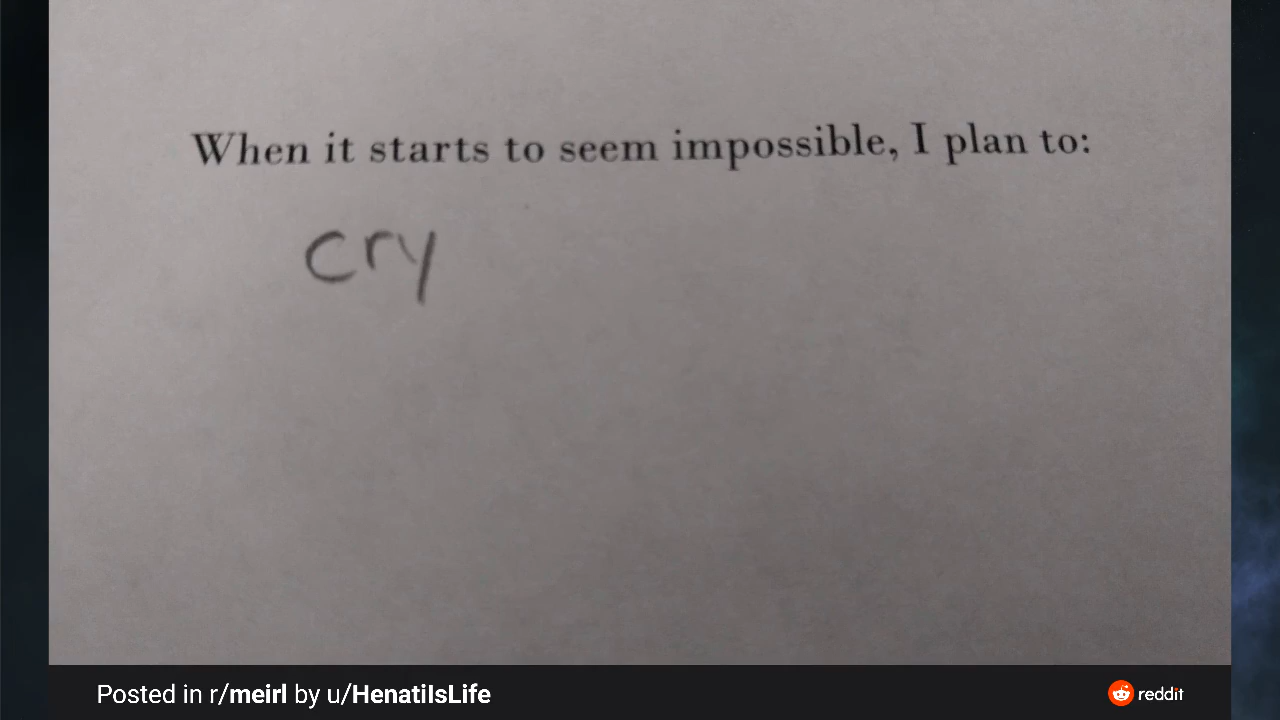 When it starts to seem impossible, I plan to:
cry
Posted in r/meirl by u/HenatiIsLife
reddit